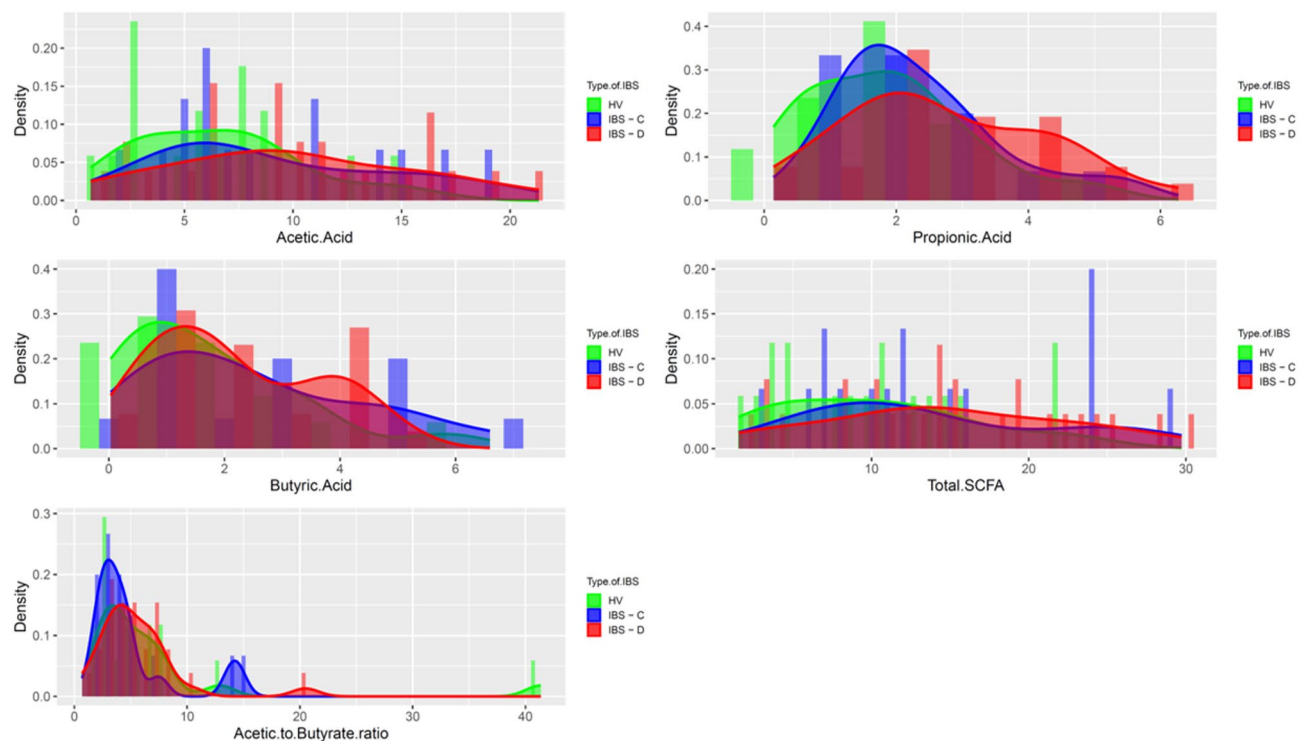 0.20
0.15
0.10
0.05
0.00
Density
0 5 10 15 20
Acetic.Acid
Type.of.IBS
HV
IBS − C
IBS − D
0.4
0.3
0.2
0.1
0.0
Density
0 2 4 6
Propionic.Acid
Type.of.IBS
HV
IBS − C
IBS − D
0.4
0.3
0.2
0.1
0.0
Density
0 2 4 6
Butyric.Acid
Type.of.IBS
HV
IBS − C
IBS − D
0.20
0.15
0.10
0.05
0.00
Density
10 20 30
Total.SCFA
Type.of.IBS
HV
IBS − C
IBS − D
0.3
0.2
0.1
0.0
Density
0 10 20 30 40
Acetic.to.Butyrate.ratio
Type.of.IBS
HV
IBS − C
IBS − D